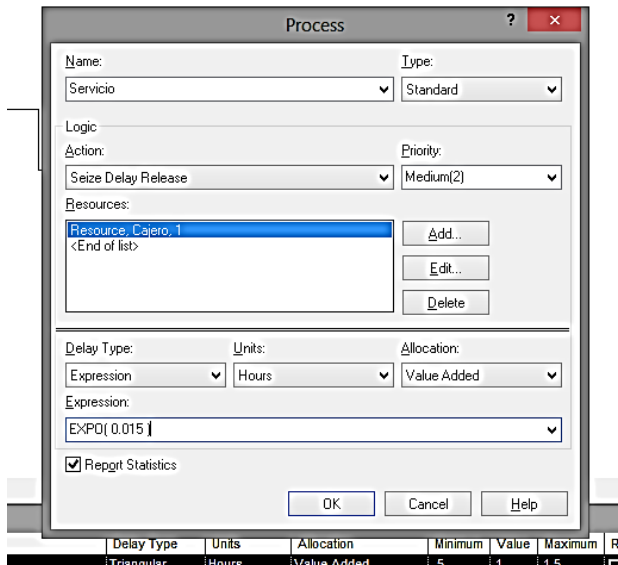 Process
? ×
Name: Type:
Servicio Standard
Logic
Action: Priority:
Seize Delay Release Medium(2)
Resources:
Resource, Cajero, 1
<End of list>
Add...
Edit...
Delete
Delay Type: Units: Allocation:
Expression Hours Value Added
Expression:
EXPO( 0.015 )
Report Statistics
OK Cancel Help
Delay Type Units Allocation Minimum Value Maximum R
Triangular Hours Value Added .5 1 1.5